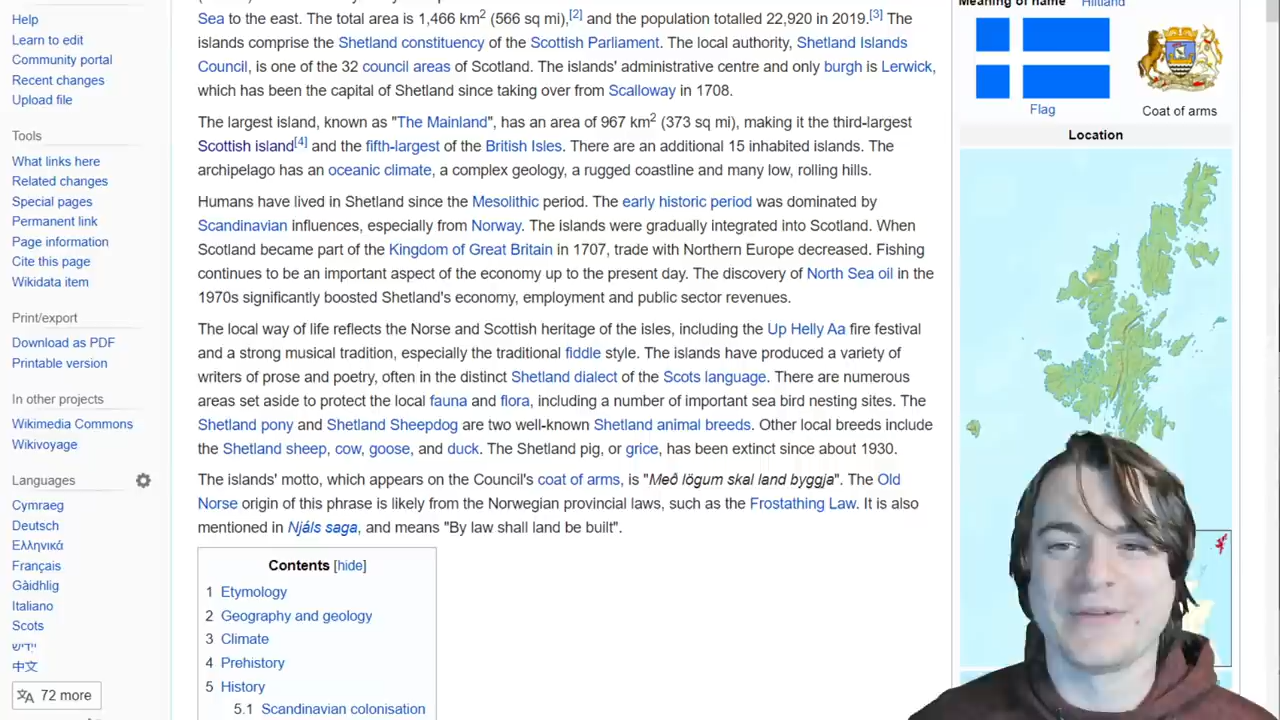 Help
Learn to edit
Community portal
Recent changes
Upload file
Tools
What links here
Related changes
Special pages
Permanent link
Page information
Cite this page
Wikidata item
Print/export
Download as PDF
Printable version
In other projects
Wikimedia Commons
Wikivoyage
Languages
Cymraeg
Deutsch
Ελληνικά
Français
Gàidhlig
Italiano
Scots
ייִדיש
中文
72 more
Sea to the east. The total area is 1,466 km² (566 sq mi),[2] and the population totalled 22,920 in 2019.[3] The
islands comprise the Shetland constituency of the Scottish Parliament. The local authority, Shetland Islands
Council, is one of the 32 council areas of Scotland. The islands' administrative centre and only burgh is Lerwick,
which has been the capital of Shetland since taking over from Scalloway in 1708.
The largest island, known as "The Mainland", has an area of 967 km² (373 sq mi), making it the third-largest
Scottish island[4] and the fifth-largest of the British Isles. There are an additional 15 inhabited islands. The
archipelago has an oceanic climate, a complex geology, a rugged coastline and many low, rolling hills.
Humans have lived in Shetland since the Mesolithic period. The early historic period was dominated by
Scandinavian influences, especially from Norway. The islands were gradually integrated into Scotland. When
Scotland became part of the Kingdom of Great Britain in 1707, trade with Northern Europe decreased. Fishing
continues to be an important aspect of the economy up to the present day. The discovery of North Sea oil in the
1970s significantly boosted Shetland's economy, employment and public sector revenues.
The local way of life reflects the Norse and Scottish heritage of the isles, including the Up Helly Aa fire festival
and a strong musical tradition, especially the traditional fiddle style. The islands have produced a variety of
writers of prose and poetry, often in the distinct Shetland dialect of the Scots language. There are numerous
areas set aside to protect the local fauna and flora, including a number of important sea bird nesting sites. The
Shetland pony and Shetland Sheepdog are two well-known Shetland animal breeds. Other local breeds include
the Shetland sheep, cow, goose, and duck. The Shetland pig, or grice, has been extinct since about 1930.
The islands' motto, which appears on the Council's coat of arms, is "Með lögum skal land byggja". The Old
Norse origin of this phrase is likely from the Norwegian provincial laws, such as the Frostathing Law. It is also
mentioned in Njáls saga, and means "By law shall land be built".
Contents [hide]
1 Etymology
2 Geography and geology
3 Climate
4 Prehistory
5 History
5.1 Scandinavian colonisation
Meaning of name Hiltland
Flag
Coat of arms
Location